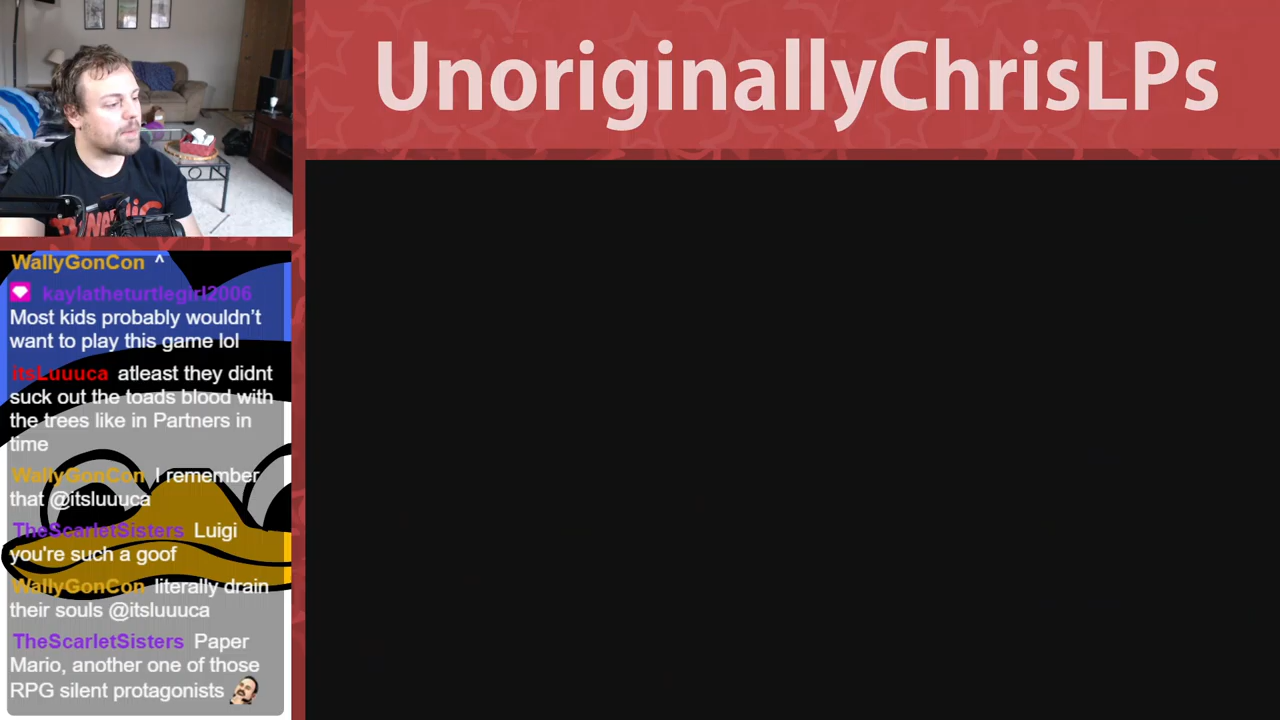 UnoriginallyChrisLPs
WallyGonCon ^
kaylatheturtlegirl2006
Most kids probably wouldn't
want to play this game lol
itsLuuuca atleast they didnt
suck out the toads blood with
the trees like in Partners in
time
WallyGonCon I remember
that @itsluuuca
TheScarletSisters Luigi
you're such a goof
WallyGonCon literally drain
their souls @itsluuuca
TheScarletSisters Paper
Mario, another one of those
RPG silent protagonists